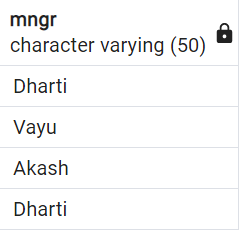 mngr
character varying (50)
Dharti
Vayu
Akash
Dharti